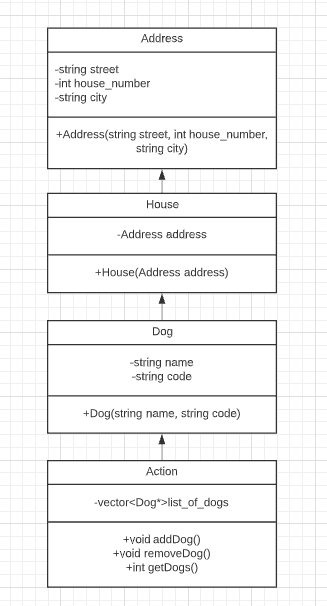 Address
-string street
-int house_number
-string city
+Address(string street, int house_number,
string city)
House
-Address address
+House(Address address)
Dog
-string name
-string code
+Dog(string name, string code)
Action
-vector<Dog*>list_of_dogs
+void addDog()
+void removeDog()
+int getDogs()